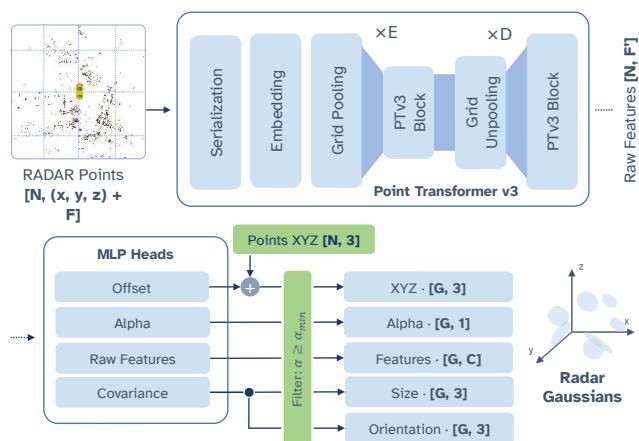 ×E
×D
Serialization
Embedding
Grid Pooling
PTv3
Block
Grid
Unpooling
PTv3 Block
Raw Features [N, F']
Point Transformer v3
RADAR Points
[N, (x, y, z) +
F]
Points XYZ [N, 3]
MLP Heads
Offset
+
Alpha
Raw Features
Covariance
Filter: α ≥ α_min
XYZ · [G, 3]
Alpha · [G, 1]
Features · [G, C]
Size · [G, 3]
Orientation · [G, 3]
z
x
y
Radar
Gaussians